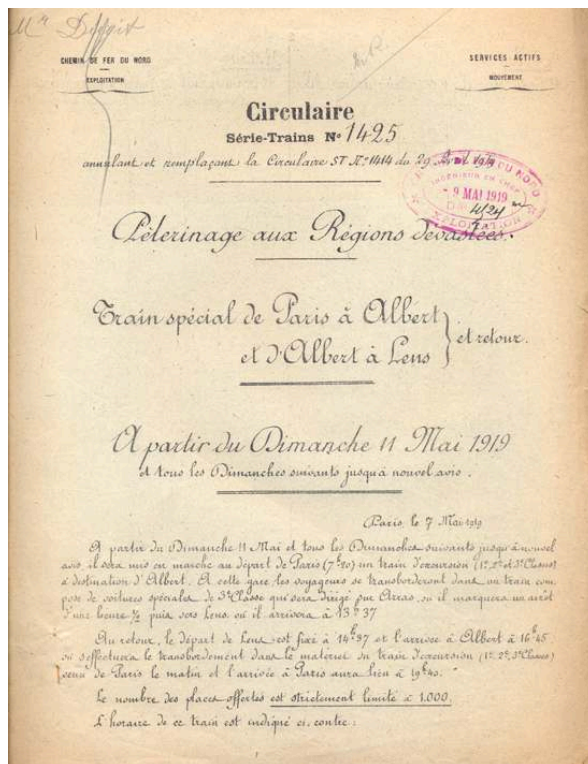 CHEMIN DE FER DU NORD
EXPLOITATION
SERVICES ACTIFS
MOUVEMENT
Circulaire
Série-Trains Nº 1425
annulant et remplaçant la Circulaire ST Nº 1414 du 29 Avril 1919
INGÉNIEUR EN CHEF
9 MAI 1919
Pèlerinage aux Régions dévastées.
Train spécial de Paris à Albert
et d'Albert à Lens
et retour.
A partir du Dimanche 11 Mai 1919
et tous les Dimanches suivants jusqu'à nouvel avis.
Paris, le 7 Mai 1919
A partir du Dimanche 11 Mai et tous les Dimanches suivants jusqu'à nouvel
avis, il sera mis en marche au départ de Paris (7h20) un train d'excursion (1e, 2e et 3e Classes)
à destination d'Albert. A cette gare les voyageurs se transborderont dans un train com
posé de voitures spéciales de 3e Classe qui sera dirigé par Arras, où il marquera un arrêt
d'une heure ½ puis vers Lens où il arrivera à 13h37
Au retour, le départ de Lens est fixé à 14h37 et l'arrivée à Albert à 16h45
où s'effectuera le transbordement dans le matériel du train d'excursion (1e, 2e, 3e Classes)
venu de Paris le matin et l'arrivée à Paris aura lieu à 19h40.
Le nombre des places offertes est strictement limité à 1.000.
L'horaire de ce train est indiqué ci-contre: